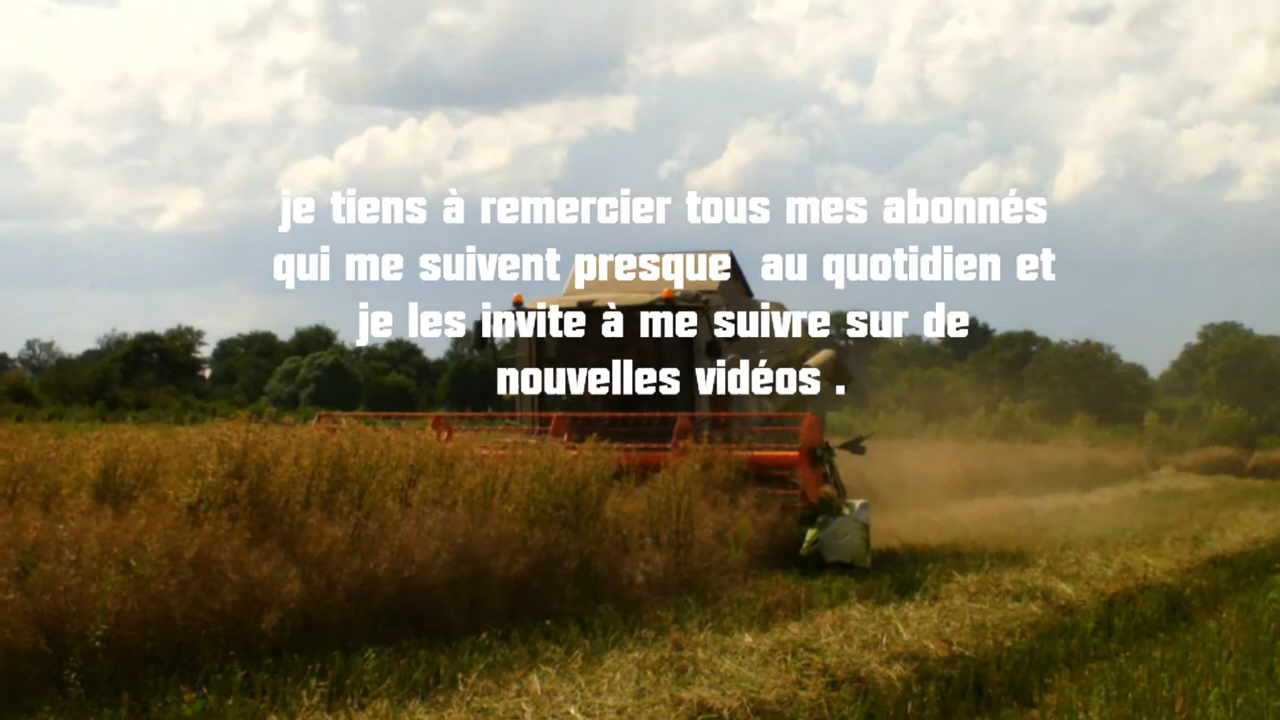 je tiens à remercier tous mes abonnés
qui me suivent presque  au quotidien et
je les invite à me suivre sur de
nouvelles vidéos .